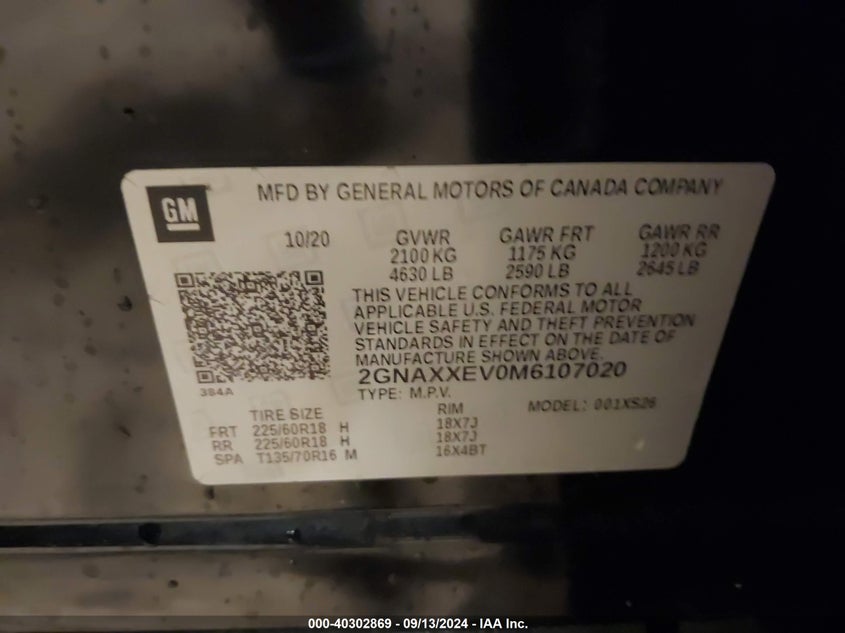 GM
MFD BY GENERAL MOTORS OF CANADA COMPANY
10/20 GVWR GAWR FRT GAWR RR
2100 KG 1175 KG 1200 KG
4630 LB 2590 LB 2645 LB
THIS VEHICLE CONFORMS TO ALL
APPLICABLE U.S. FEDERAL MOTOR
VEHICLE SAFETY AND THEFT PREVENTION
STANDARDS IN EFFECT ON THE DATE OF
MANUFACTURE SHOWN ABOVE.
2GNAXXEV0M6107020
384A
TYPE: M.P.V. MODEL: 001XS26
TIRE SIZE RIM
FRT 225/60R18 H 18X7J
RR 225/60R18 H 18X7J
SPA T135/70R16 M 16X4BT
000-40302869 - 09/13/2024 - IAA Inc.